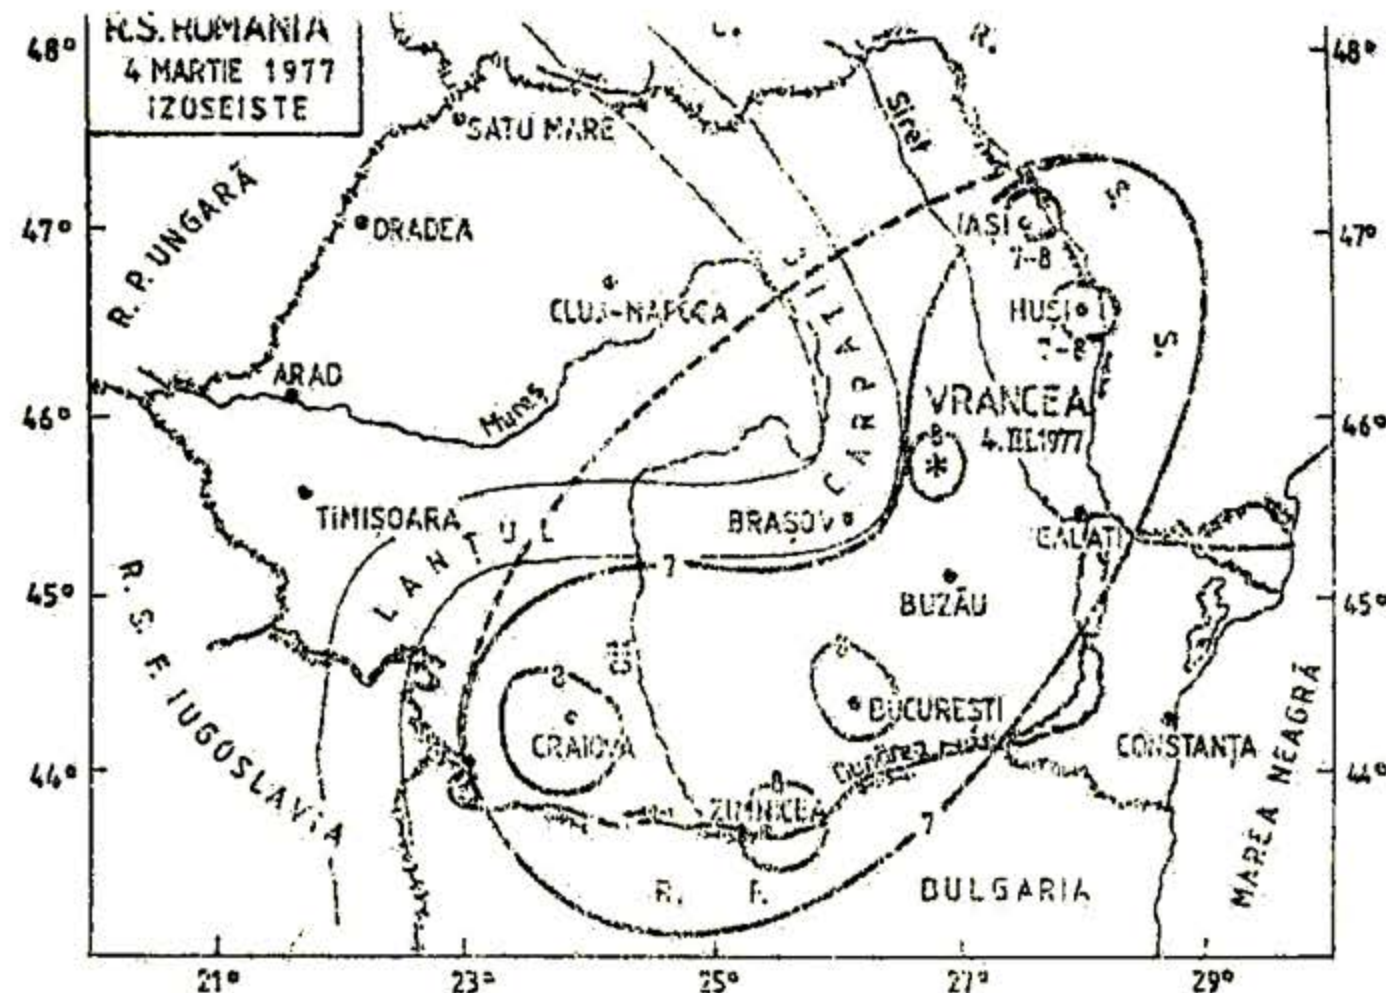 R.S. ROMANIA
4 MARTIE 1977
IZOSEISTE
48°
48°
U.
R.
S.
S.
Siret
SATU MARE
R.P. UNGARĂ
47°
47°
ORADEA
IAȘI
7-8
CLUJ-NAPOCA
HUȘI
7-8
ARAD
Mureș
46°
46°
VRANCEA
4.III.1977
8
LANȚUL
CARPATIC
TIMIȘOARA
BRAȘOV
GALAȚI
7
BUZĂU
45°
45°
R. S. F. IUGOSLAVIA
Olt
8
CRAIOVA
8
BUCUREȘTI
Dunărea
CONSTANȚA
MAREA NEAGRĂ
44°
44°
8
ZIMNICEA
7
R. P.
BULGARIA
21°
23°
25°
27°
29°